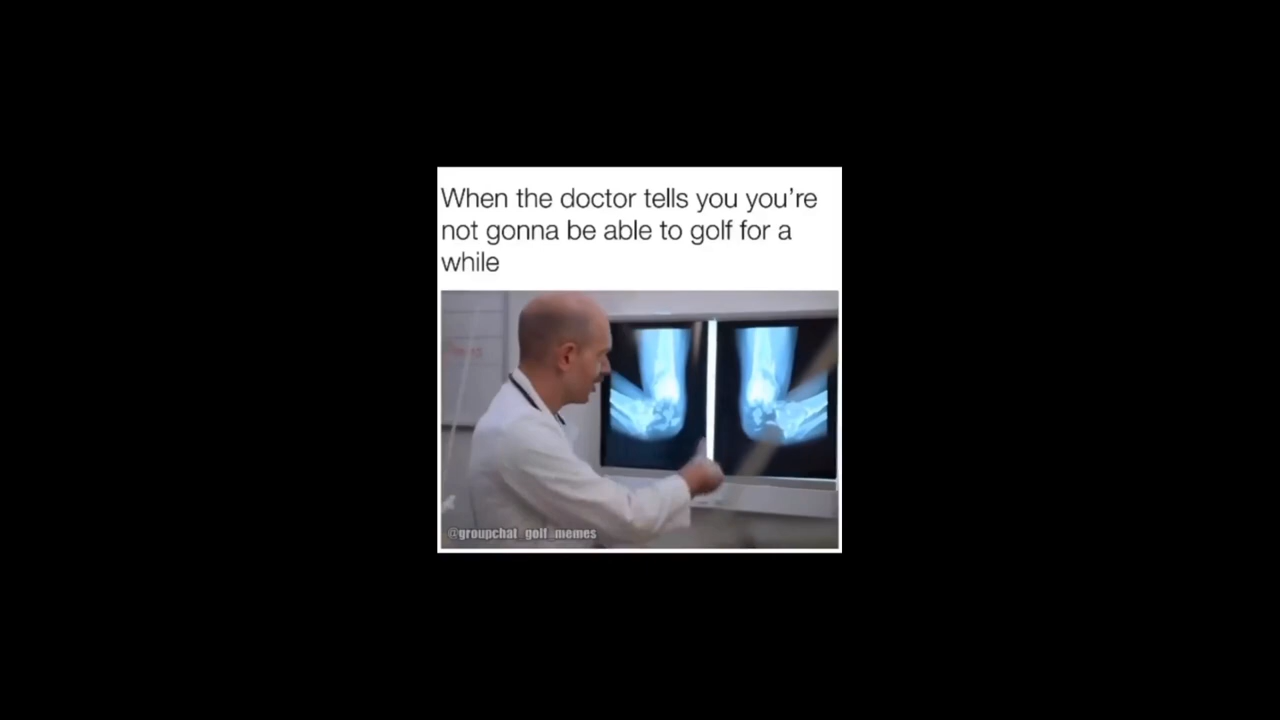 When the doctor tells you you’re
not gonna be able to golf for a
while
@groupchat_golf_memes